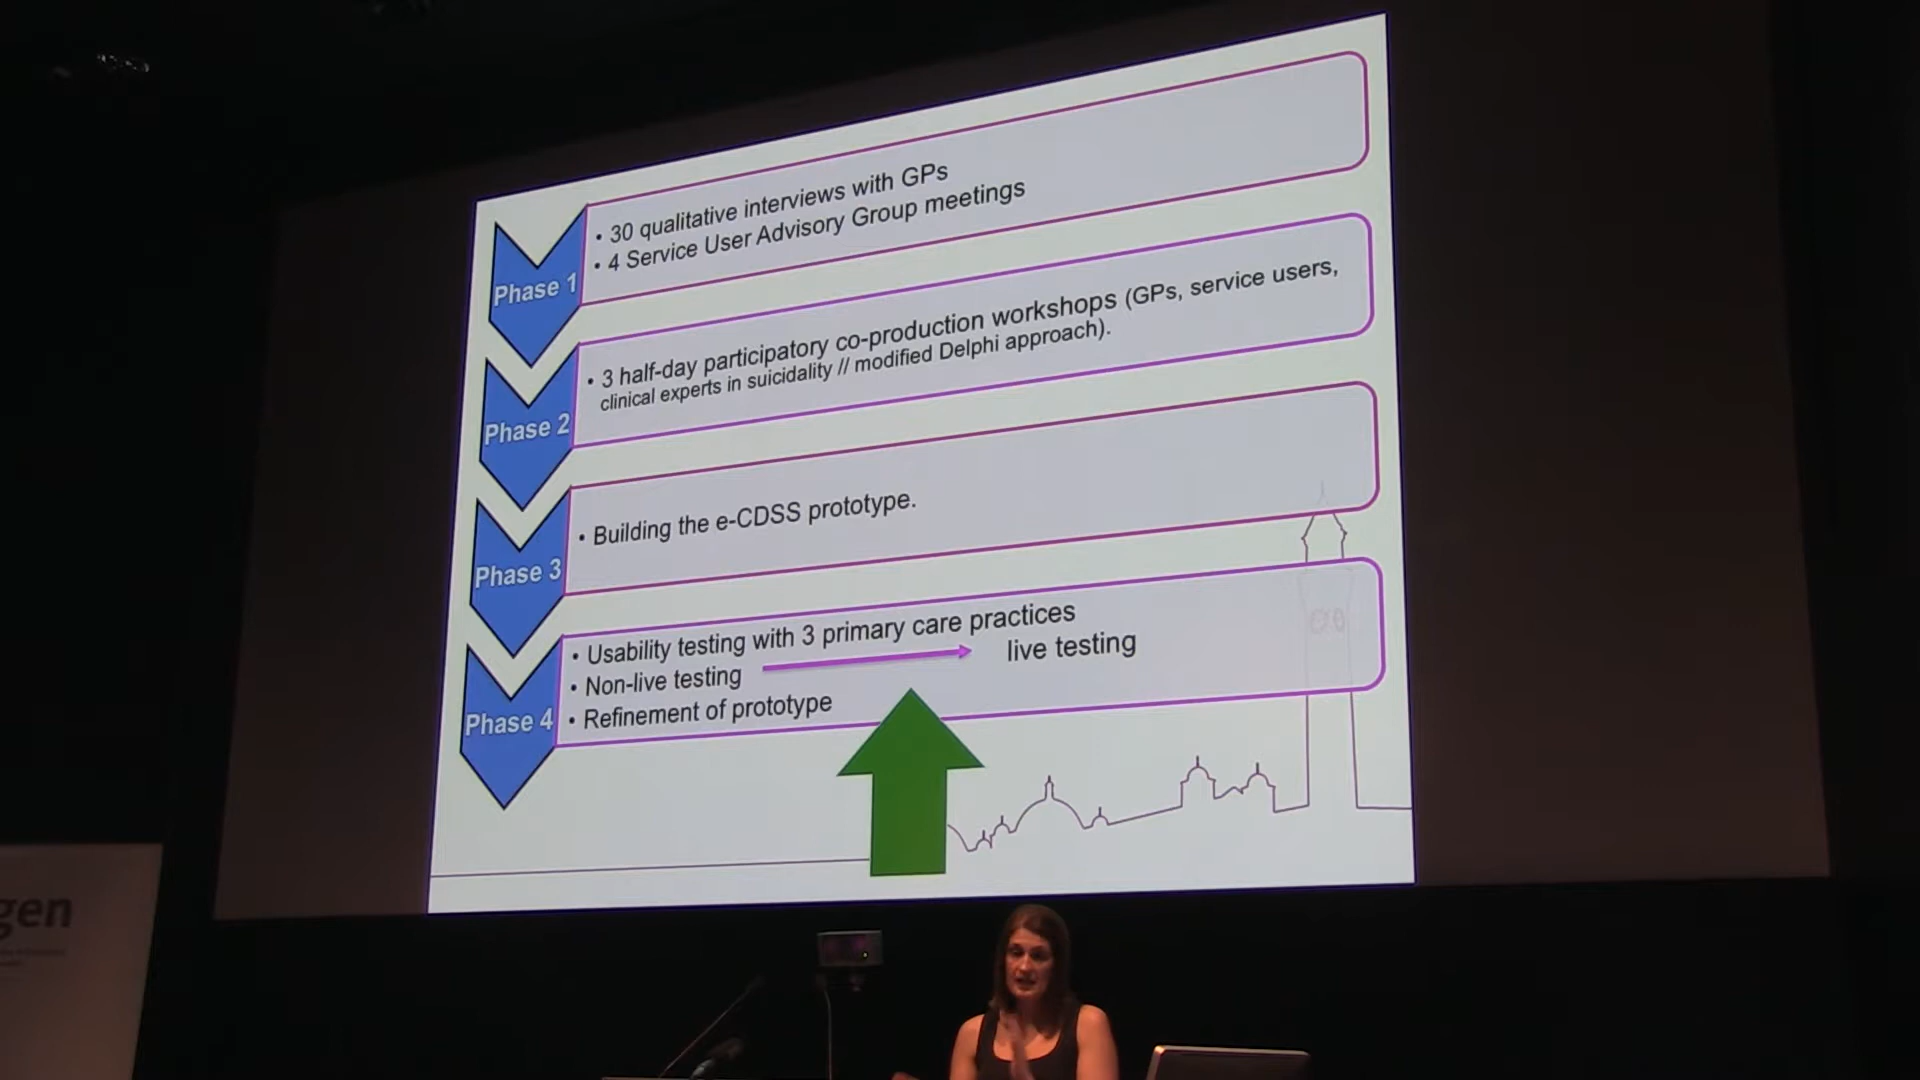 Phase 1
• 30 qualitative interviews with GPs
• 4 Service User Advisory Group meetings
Phase 2
• 3 half-day participatory co-production workshops (GPs, service users,
clinical experts in suicidality // modified Delphi approach).
Phase 3
• Building the e-CDSS prototype.
Phase 4
• Usability testing with 3 primary care practices
• Non-live testing live testing
• Refinement of prototype
gen